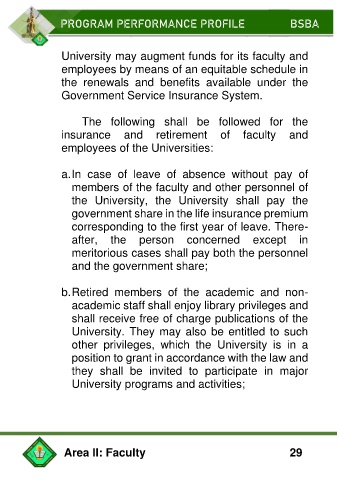 PROGRAM PERFORMANCE PROFILE BSBA
University may augment funds for its faculty and
employees by means of an equitable schedule in
the renewals and benefits available under the
Government Service Insurance System.
The following shall be followed for the
insurance and retirement of faculty and
employees of the Universities:
a.In case of leave of absence without pay of
members of the faculty and other personnel of
the University, the University shall pay the
government share in the life insurance premium
corresponding to the first year of leave. There-
after, the person concerned except in
meritorious cases shall pay both the personnel
and the government share;
b.Retired members of the academic and non-
academic staff shall enjoy library privileges and
shall receive free of charge publications of the
University. They may also be entitled to such
other privileges, which the University is in a
position to grant in accordance with the law and
they shall be invited to participate in major
University programs and activities;
Area II: Faculty 29